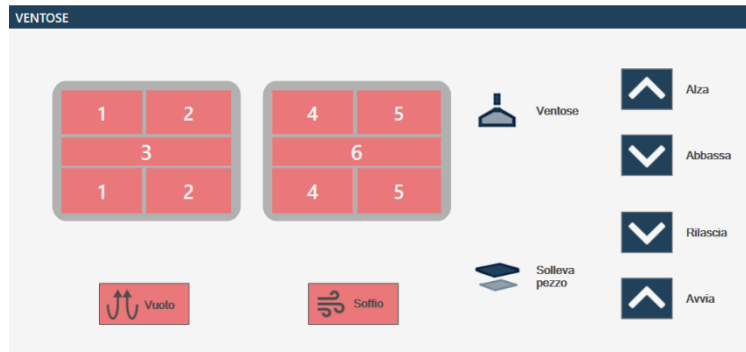 VENTOSE
1 2 4 5
3 6
1 2 4 5
Ventose
Alza
Abbassa
Vuoto
Soffio
Solleva
pezzo
Rilascia
Avvia